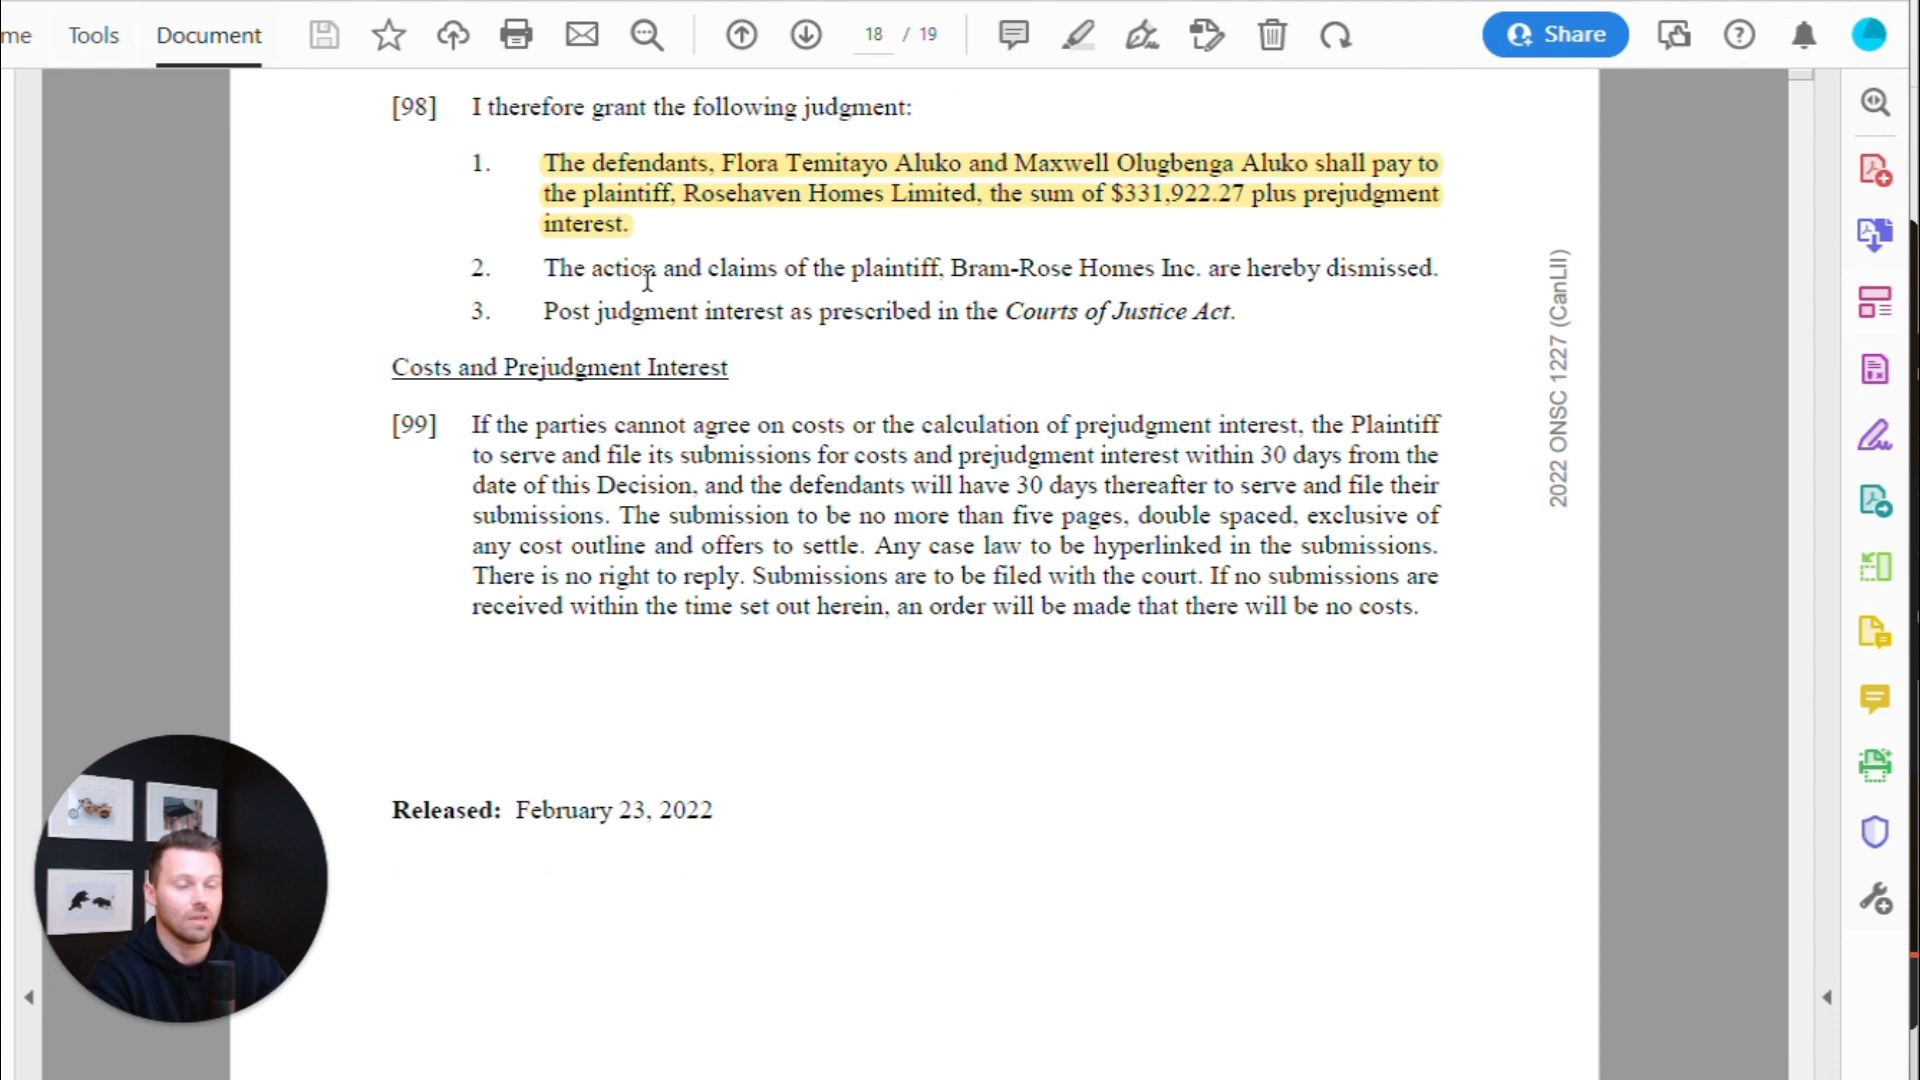 me Tools Document 18 / 19 Share
[98] I therefore grant the following judgment:
1. The defendants, Flora Temitayo Aluko and Maxwell Olugbenga Aluko shall pay to
the plaintiff, Rosehaven Homes Limited, the sum of $331,922.27 plus prejudgment
interest.
2. The action and claims of the plaintiff, Bram-Rose Homes Inc. are hereby dismissed.
3. Post judgment interest as prescribed in the Courts of Justice Act.
Costs and Prejudgment Interest
[99] If the parties cannot agree on costs or the calculation of prejudgment interest, the Plaintiff
to serve and file its submissions for costs and prejudgment interest within 30 days from the
date of this Decision, and the defendants will have 30 days thereafter to serve and file their
submissions. The submission to be no more than five pages, double spaced, exclusive of
any cost outline and offers to settle. Any case law to be hyperlinked in the submissions.
There is no right to reply. Submissions are to be filed with the court. If no submissions are
received within the time set out herein, an order will be made that there will be no costs.
Released: February 23, 2022
2022 ONSC 1227 (CanLII)